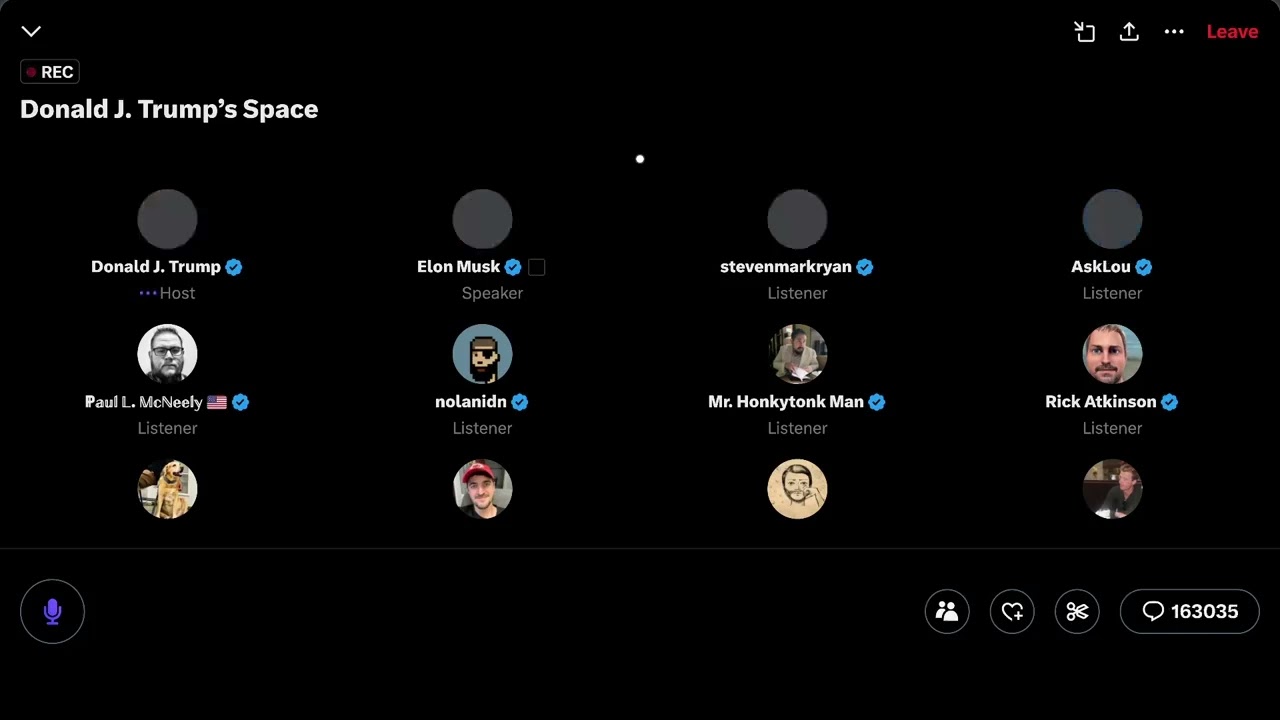 Leave
REC
Donald J. Trump’s Space
Donald J. Trump
Elon Musk
stevenmarkryan
AskLou
Host
Speaker
Listener
Listener
Paul L. McNeely
nolanidn
Mr. Honkytonk Man
Rick Atkinson
Listener
Listener
Listener
Listener
163035